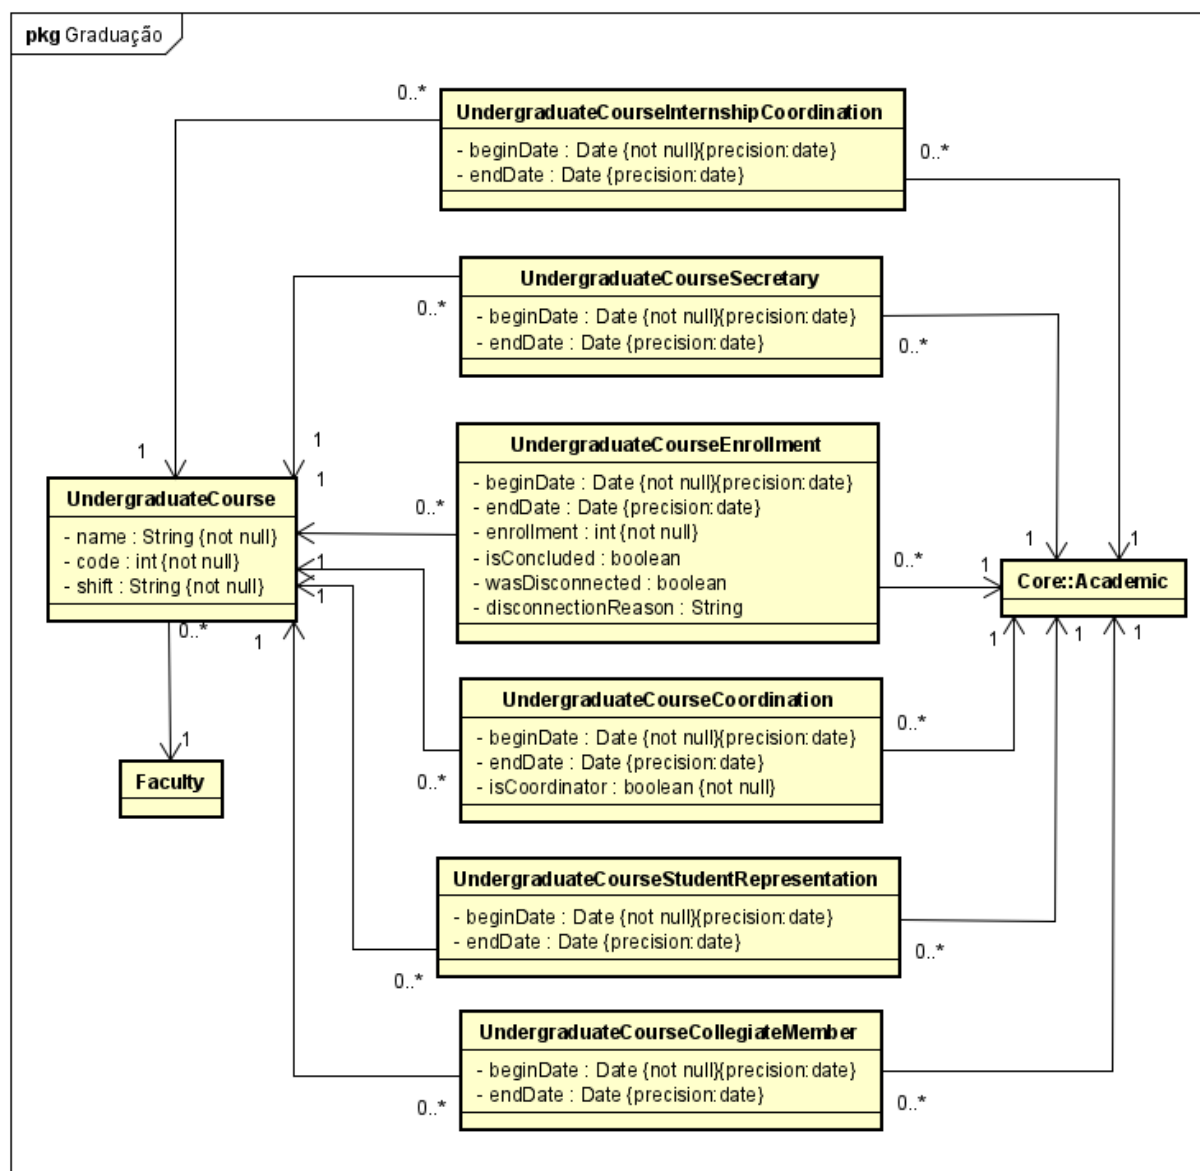 pkg Graduação
0..*
UndergraduateCourseInternshipCoordination
- beginDate : Date {not null}{precision:date}
- endDate : Date {precision:date}
0..*
UndergraduateCourseSecretary
- beginDate : Date {not null}{precision:date}
- endDate : Date {precision:date}
0..*
0..*
1
1
1
UndergraduateCourseEnrollment
- beginDate : Date {not null}{precision:date}
- endDate : Date {precision:date}
- enrollment : int {not null}
- isConcluded : boolean
- wasDisconnected : boolean
- disconnectionReason : String
0..*
0..*
UndergraduateCourse
- name : String {not null}
- code : int {not null}
- shift : String {not null}
1
1
1
1
1
Core::Academic
0..*
1
1
1
1
1
Faculty
UndergraduateCourseCoordination
- beginDate : Date {not null}{precision:date}
- endDate : Date {precision:date}
- isCoordinator : boolean {not null}
0..*
0..*
UndergraduateCourseStudentRepresentation
- beginDate : Date {not null}{precision:date}
- endDate : Date {precision:date}
0..*
0..*
UndergraduateCourseCollegiateMember
- beginDate : Date {not null}{precision:date}
- endDate : Date {precision:date}
0..*
0..*